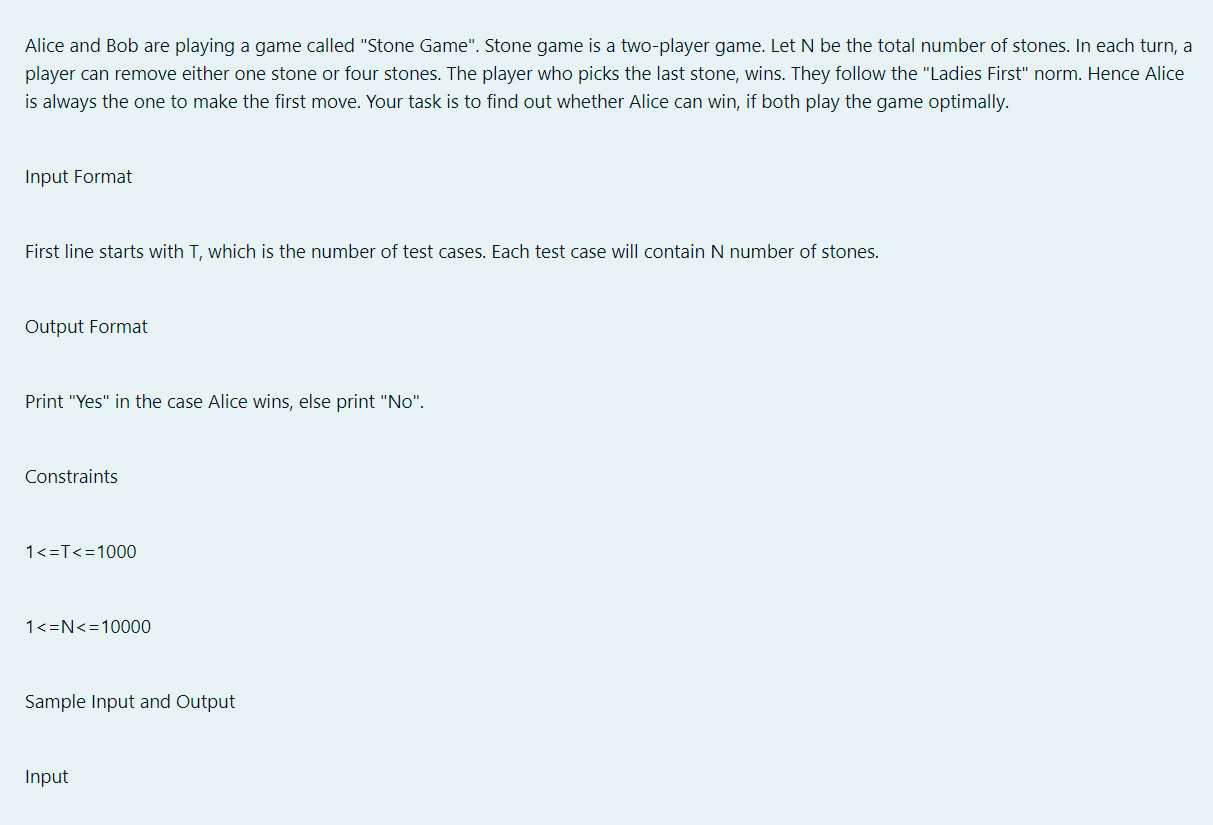 Alice and Bob are playing a game called "Stone Game". Stone game is a two-player game. Let N be the total number of stones. In each turn, a
player can remove either one stone or four stones. The player who picks the last stone, wins. They follow the "Ladies First" norm. Hence Alice
is always the one to make the first move. Your task is to find out whether Alice can win, if both play the game optimally.
Input Format
First line starts with T, which is the number of test cases. Each test case will contain N number of stones.
Output Format
Print "Yes" in the case Alice wins, else print "No".
Constraints
1<=T<=1000
1<=N<=10000
Sample Input and Output
Input